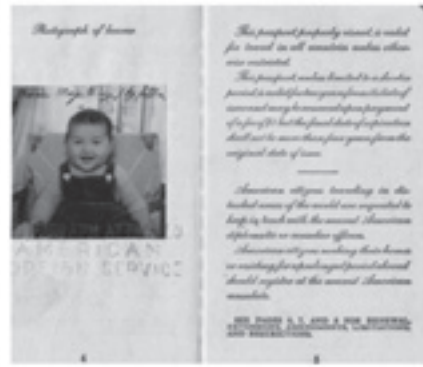 Photograph of bearer
AMERICAN
FOREIGN SERVICE
4
This passport, properly visaed, is valid
for travel in all countries unless other-
wise restricted.
This passport, unless limited to a shorter
period, is valid for two years from its date of
issue and may be renewed upon payment
of a fee of $5 but the final date of expiration
shall not be more than four years from the
original date of issue.
American citizens traveling in dis-
turbed areas of the world are requested to
keep in touch with the nearest American
diplomatic or consular officers.
American citizens making their homes
or residing for a prolonged period abroad
should register at the nearest American
consulate.
SEE PAGES 6, 7, AND 8 FOR RENEWAL,
EXTENSIONS, AMENDMENTS, LIMITATIONS,
AND RESTRICTIONS.
5